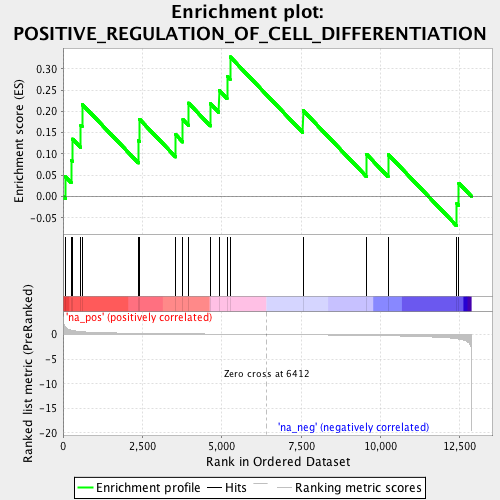 Enrichment plot:
POSITIVE_REGULATION_OF_CELL_DIFFERENTIATION
Enrichment score (ES)
0.30
0.25
0.20
0.15
0.10
0.05
0.00
-0.05
'na_pos' (positively correlated)
Ranked list metric (PreRanked)
0
-5
-10
-15
-20
Zero cross at 6412
'na_neg' (negatively correlated)
0 2,500 5,000 7,500 10,000 12,500
Rank in Ordered Dataset
Enrichment profile Hits Ranking metric scores